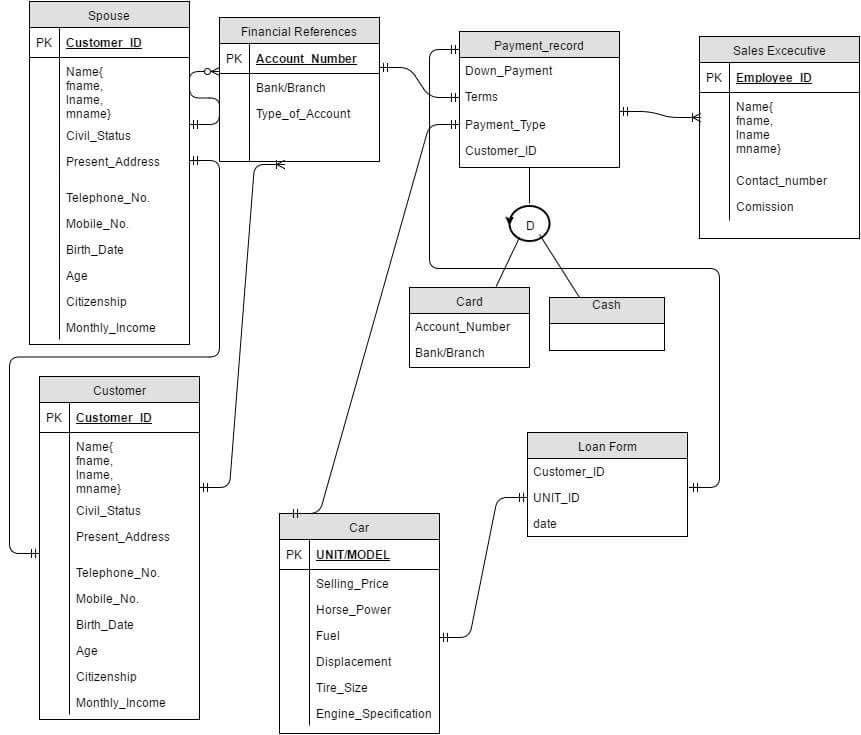 Spouse
PK Customer_ID
Name{
fname,
lname,
mname}
Civil_Status
Present_Address
Telephone_No.
Mobile_No.
Birth_Date
Age
Citizenship
Monthly_Income
Financial References
PK Account_Number
Bank/Branch
Type_of_Account
Payment_record
Down_Payment
Terms
Payment_Type
Customer_ID
Sales Excecutive
PK Employee_ID
Name{
fname,
lname
mname}
Contact_number
Comission
D
Card
Account_Number
Bank/Branch
Cash
Customer
PK Customer_ID
Name{
fname,
lname,
mname}
Civil_Status
Present_Address
Telephone_No.
Mobile_No.
Birth_Date
Age
Citizenship
Monthly_Income
Car
PK UNIT/MODEL
Selling_Price
Horse_Power
Fuel
Displacement
Tire_Size
Engine_Specification
Loan Form
Customer_ID
UNIT_ID
date